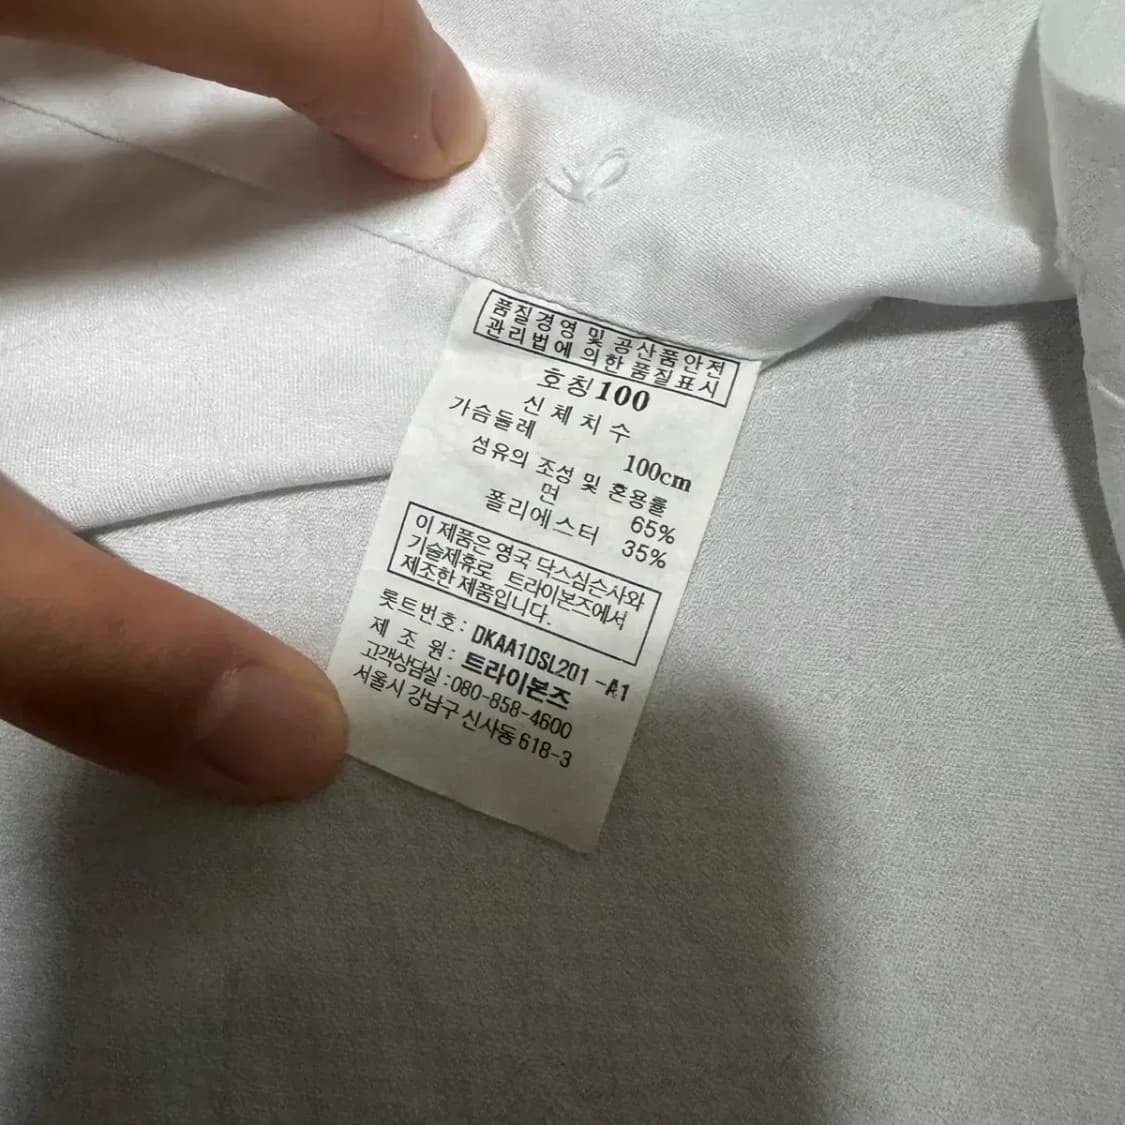 품질경영 및 공산품안전
관리법에 의한 품질표시
호칭100
신체치수
가슴둘레 100cm
섬유의 조성 및 혼용률
면 65%
폴리에스터 35%
이 제품은 영국 닥스심슨사와
기술제휴로 트라이본즈에서
제조한 제품입니다.
롯트번호: DKAA1DSL201 -A1
제 조 원: 트라이본즈
고객상담실:080-858-4600
서울시 강남구 신사동 618-3